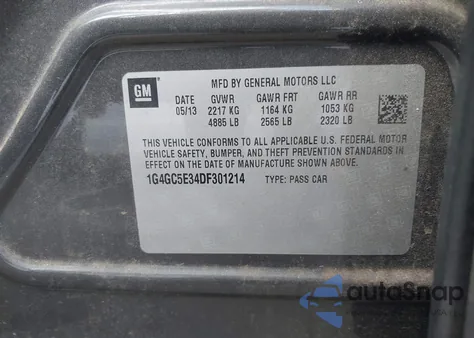 GM
MFD BY GENERAL MOTORS LLC
DATE GVWR GAWR FRT GAWR RR
05/13 2217 KG 1164 KG 1053 KG
4885 LB 2565 LB 2320 LB
THIS VEHICLE CONFORMS TO ALL APPLICABLE U.S. FEDERAL MOTOR
VEHICLE SAFETY, BUMPER, AND THEFT PREVENTION STANDARDS
IN EFFECT ON THE DATE OF MANUFACTURE SHOWN ABOVE.
1G4GC5E34DF301214 TYPE: PASS CAR
autoSnap